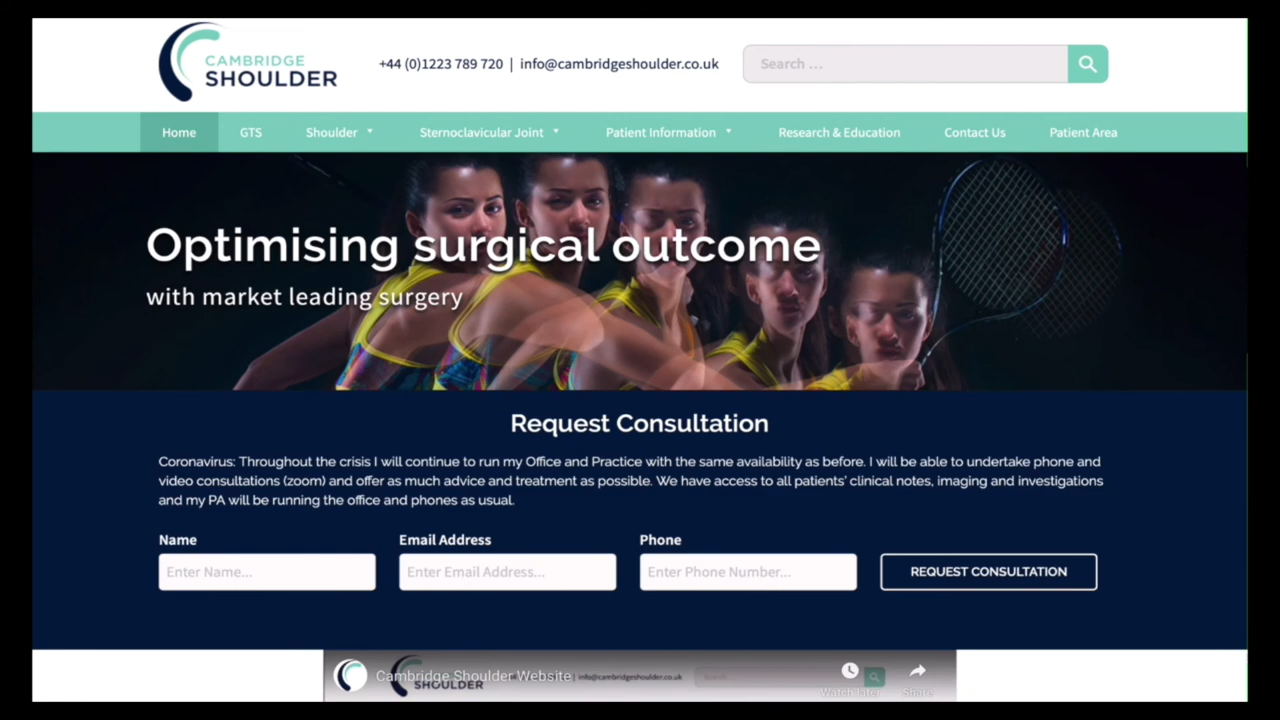 CAMBRIDGE
SHOULDER
+44 (0)1223 789 720 | info@cambridgeshoulder.co.uk
Search ...
Home GTS Shoulder Sternoclavicular Joint Patient Information Research & Education Contact Us Patient Area
Optimising surgical outcome
with market leading surgery
Request Consultation
Coronavirus: Throughout the crisis I will continue to run my Office and Practice with the same availability as before. I will be able to undertake phone and
video consultations (zoom) and offer as much advice and treatment as possible. We have access to all patients' clinical notes, imaging and investigations
and my PA will be running the office and phones as usual.
Name Email Address Phone
Enter Name... Enter Email Address... Enter Phone Number... REQUEST CONSULTATION
Cambridge Shoulder Website
SHOULDER
info@cambridgeshoulder.co.uk
Watch later Share